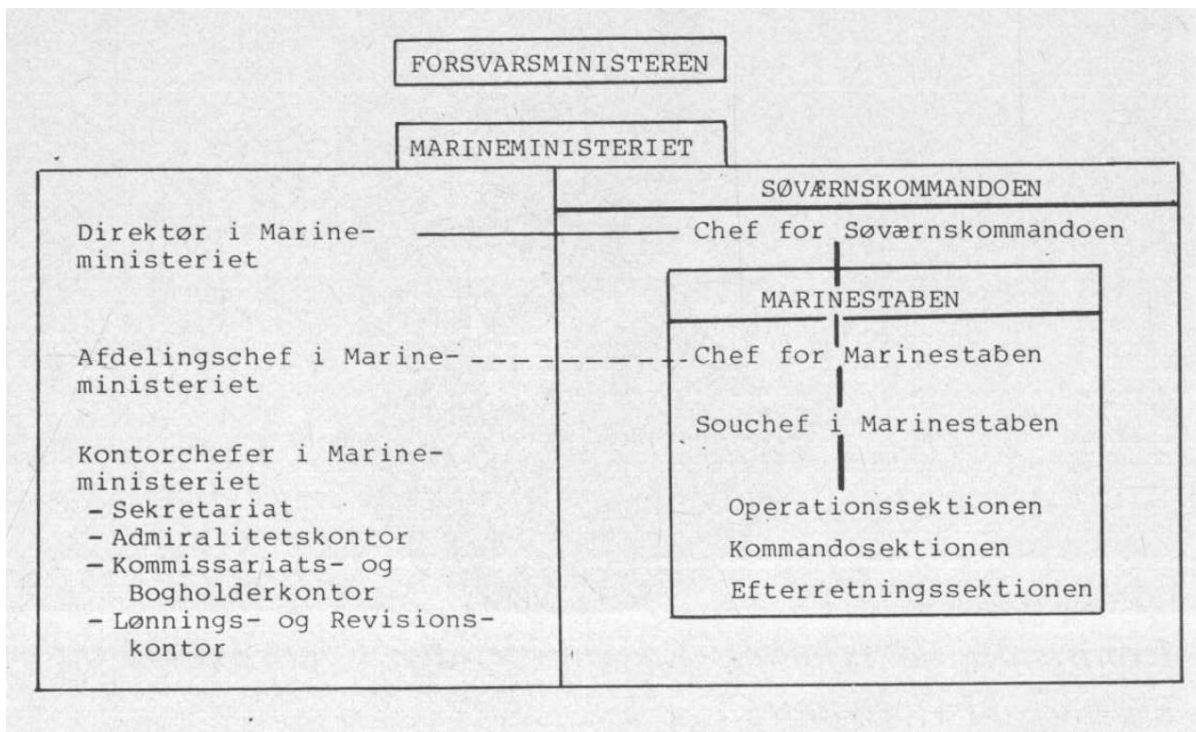 FORSVARSMINISTEREN
MARINEMINISTERIET
Direktør i Marine-
ministeriet
Afdelingschef i Marine-
ministeriet
Kontorchefer i Marine-
ministeriet
- Sekretariat
- Admiralitetskontor
- Kommissariats- og
Bogholderkontor
- Lønnings- og Revisions-
kontor
SØVÆRNSKOMMANDOEN
Chef for Søværnskommandoen
MARINESTABEN
Chef for Marinestaben
Souchef i Marinestaben
Operationssektionen
Kommandosektionen
Efterretningssektionen